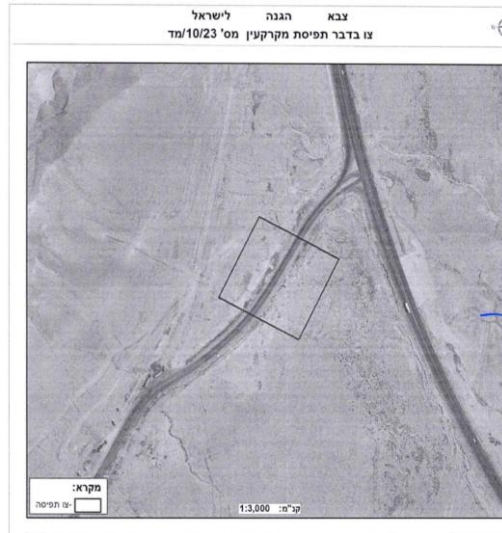 צבא הגנה לישראל
צו בדבר תפיסת מקרקעין מס' 10/23/מד
מקרא:
-צו תפיסה
קנ"מ: 1:3,000